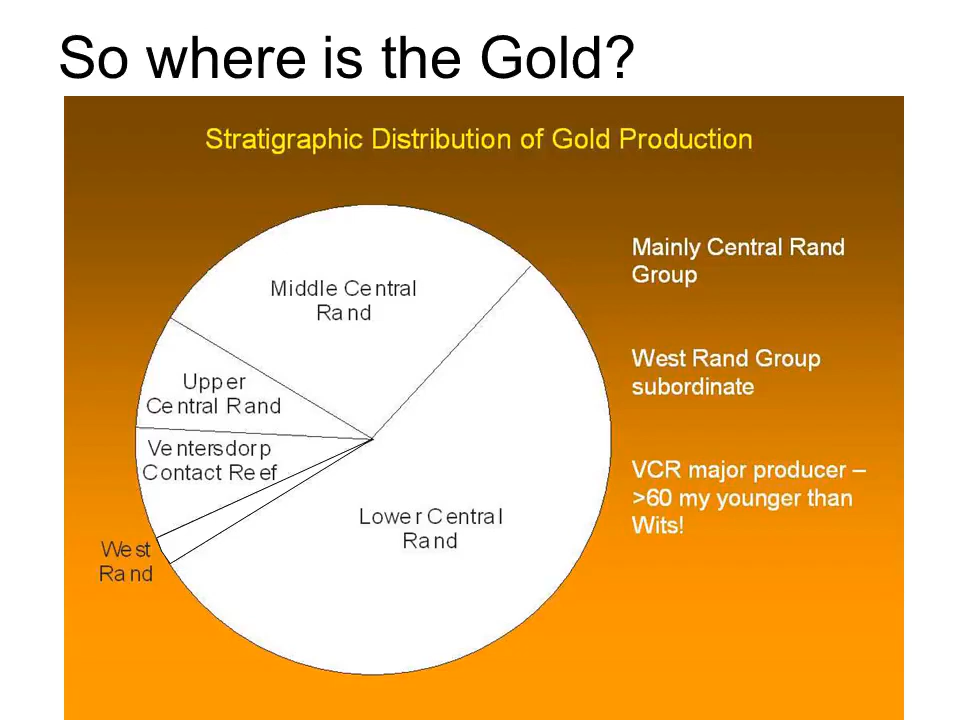 So where is the Gold?
Stratigraphic Distribution of Gold Production
Middle Central
Rand
Upper
Central Rand
Ventersdorp
Contact Reef
West
Rand
Lower Central
Rand
Mainly Central Rand
Group
West Rand Group
subordinate
VCR major producer –
>60 my younger than
Wits!